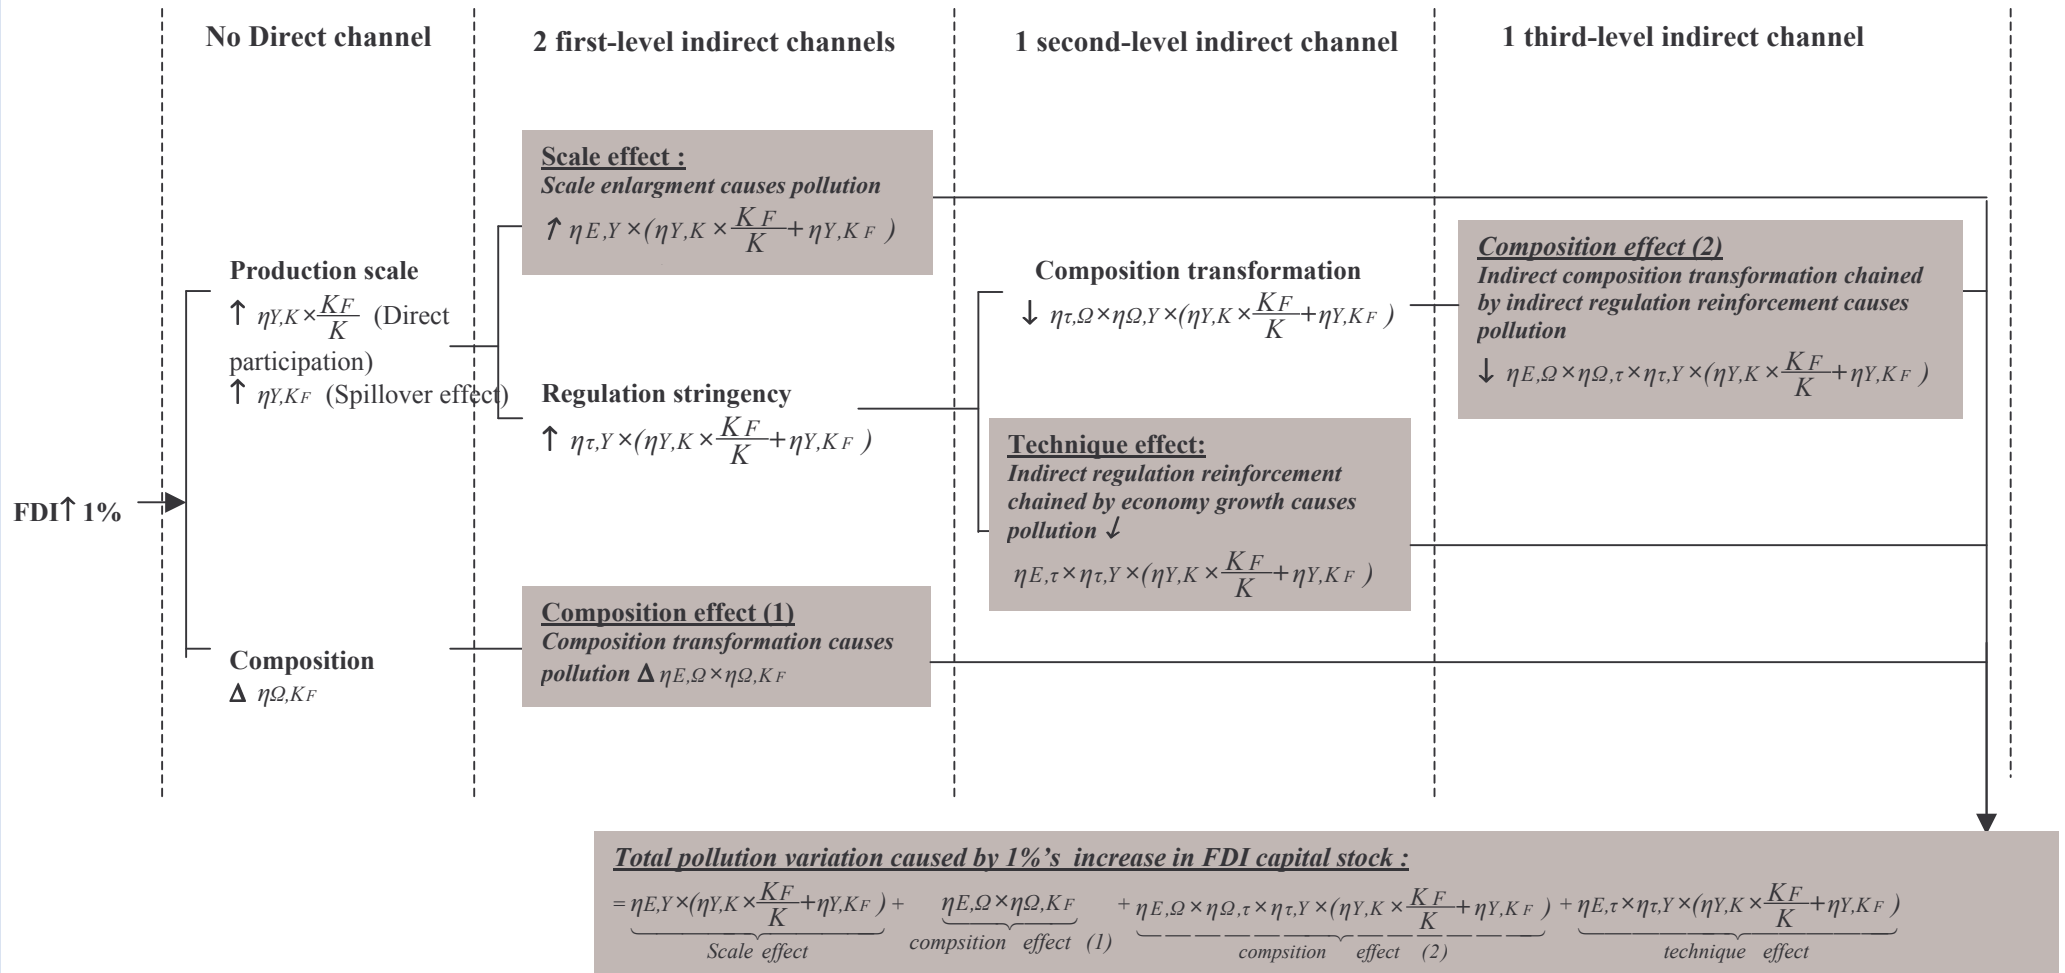 No Direct channel
2 first-level indirect channels
1 second-level indirect channel
1 third-level indirect channel
FDI↑ 1%
Production scale
↑ ηY,K × KF/K (Direct
participation)
↑ ηY,KF (Spillover effect)
Composition
Δ ηΩ,KF
Scale effect :
Scale enlargment causes pollution
↑ ηE,Y ×(ηY,K × KF/K + ηY,KF )
Regulation stringency
↑ ητ,Y ×(ηY,K × KF/K + ηY,KF )
Composition effect (1)
Composition transformation causes
pollution Δ ηE,Ω×ηΩ,KF
Composition transformation
↓ ητ,Ω×ηΩ,Y ×(ηY,K × KF/K + ηY,KF )
Technique effect:
Indirect regulation reinforcement
chained by economy growth causes
pollution ↓
ηE,τ×ητ,Y ×(ηY,K × KF/K + ηY,KF )
Composition effect (2)
Indirect composition transformation chained
by indirect regulation reinforcement causes
pollution
↓ ηE,Ω×ηΩ,τ×ητ,Y ×(ηY,K × KF/K + ηY,KF )
Total pollution variation caused by 1%'s increase in FDI capital stock :
= ηE,Y ×(ηY,K × KF/K + ηY,KF ) + ηE,Ω×ηΩ,KF + ηE,Ω×ηΩ,τ×ητ,Y ×(ηY,K × KF/K + ηY,KF ) + ηE,τ×ητ,Y ×(ηY,K × KF/K + ηY,KF )
Scale effect compsition effect (1) compsition effect (2) technique effect